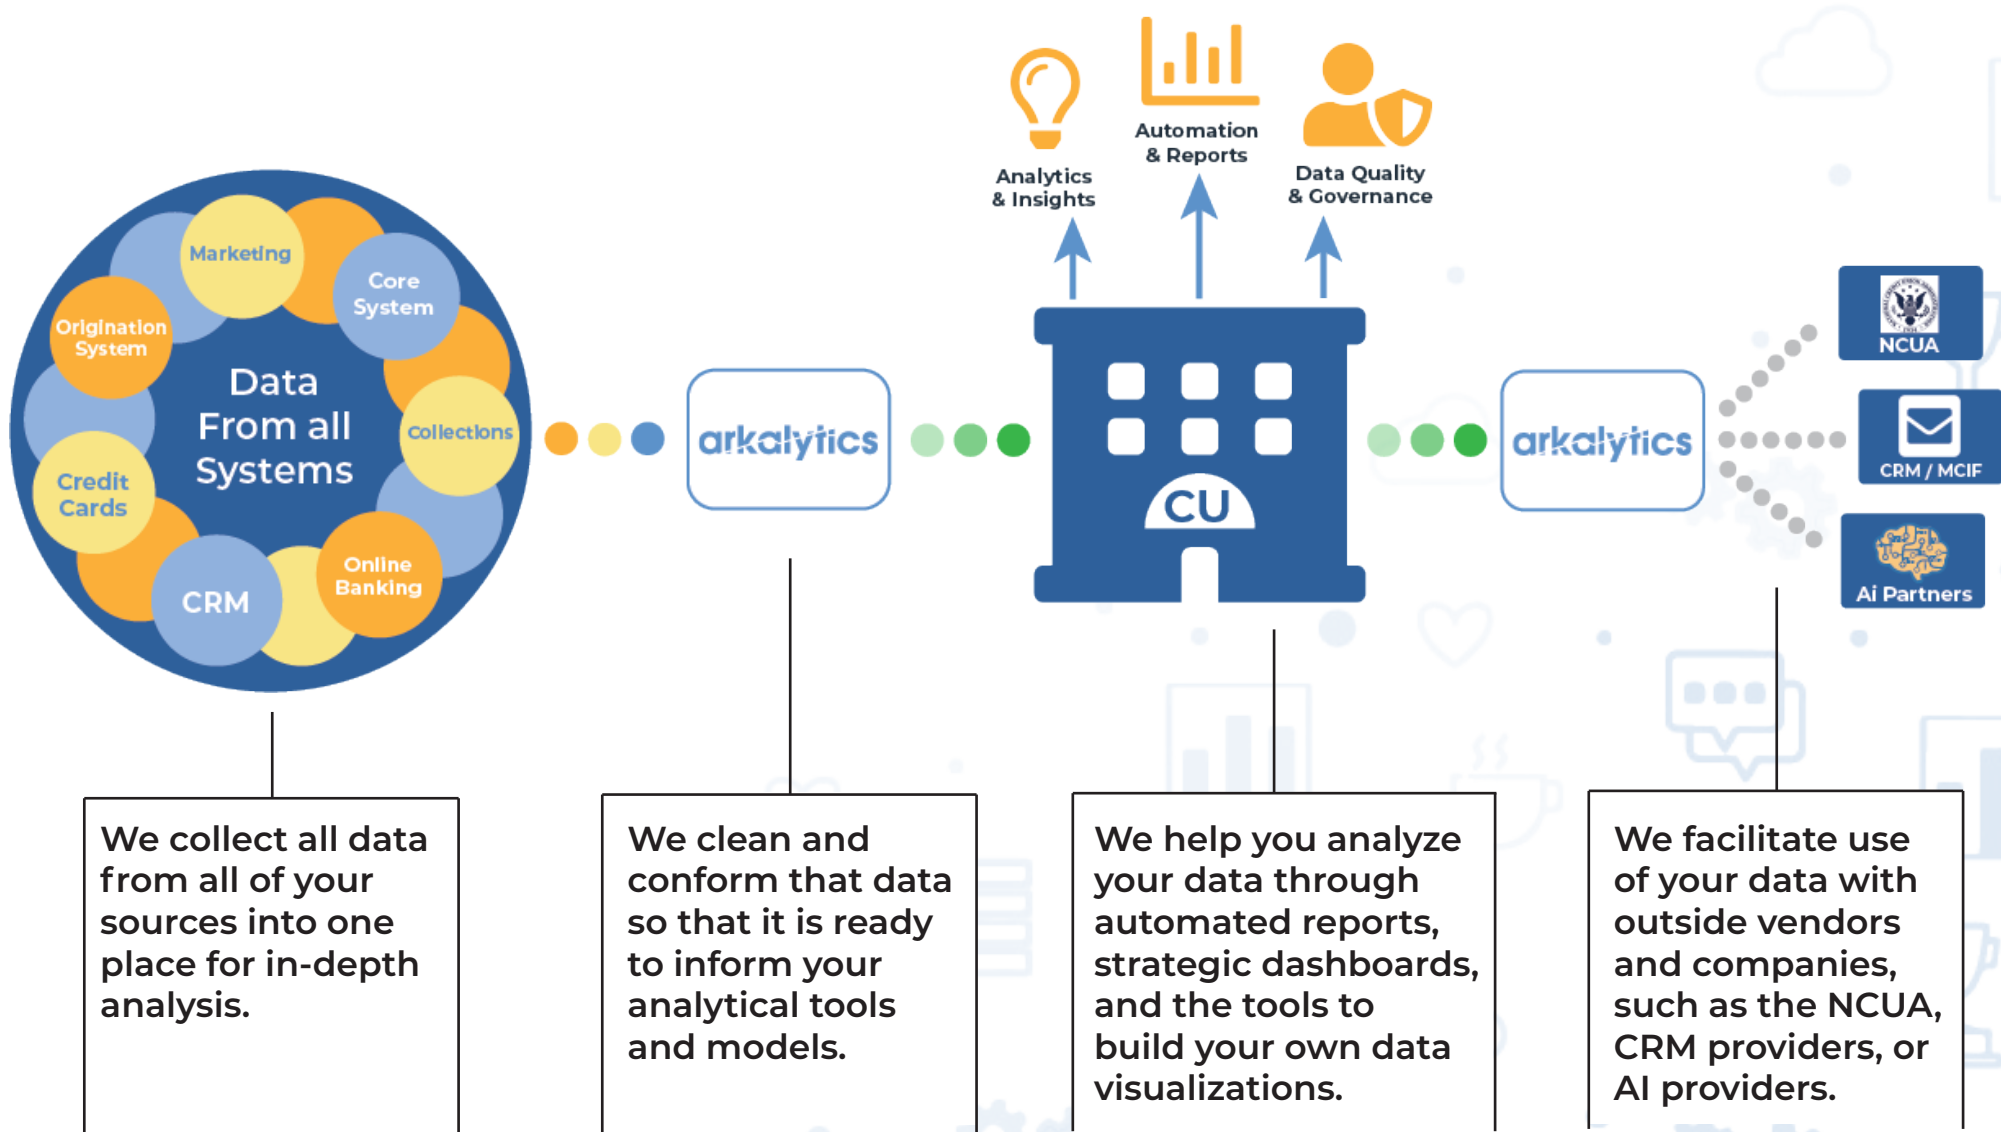 Analytics
& Insights
Automation
& Reports
Data Quality
& Governance
Marketing
Core
System
Origination
System
Data
From all
Systems
Collections
Credit
Cards
CRM
Online
Banking
arkalytics
CU
arkalytics
NCUA
CRM / MCIF
Ai Partners
We collect all data
from all of your
sources into one
place for in-depth
analysis.
We clean and
conform that data
so that it is ready
to inform your
analytical tools
and models.
We help you analyze
your data through
automated reports,
strategic dashboards,
and the tools to
build your own data
visualizations.
We facilitate use
of your data with
outside vendors
and companies,
such as the NCUA,
CRM providers, or
AI providers.